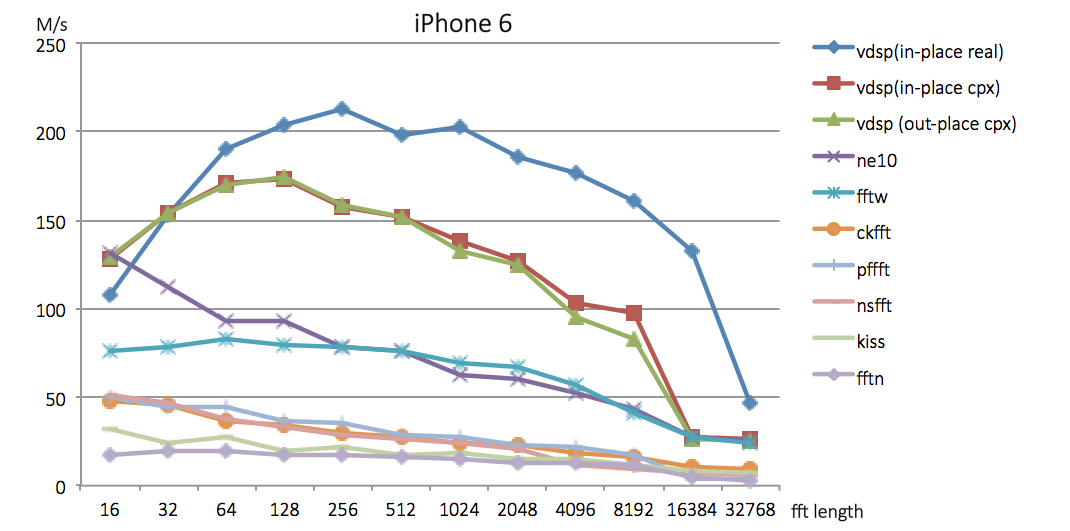 iPhone 6
M/s
250
200
150
100
50
0
16 32 64 128 256 512 1024 2048 4096 8192 16384 32768 fft length
vdsp(in-place real)
vdsp(in-place cpx)
vdsp (out-place cpx)
ne10
fftw
ckfft
pffft
nsfft
kiss
fftn